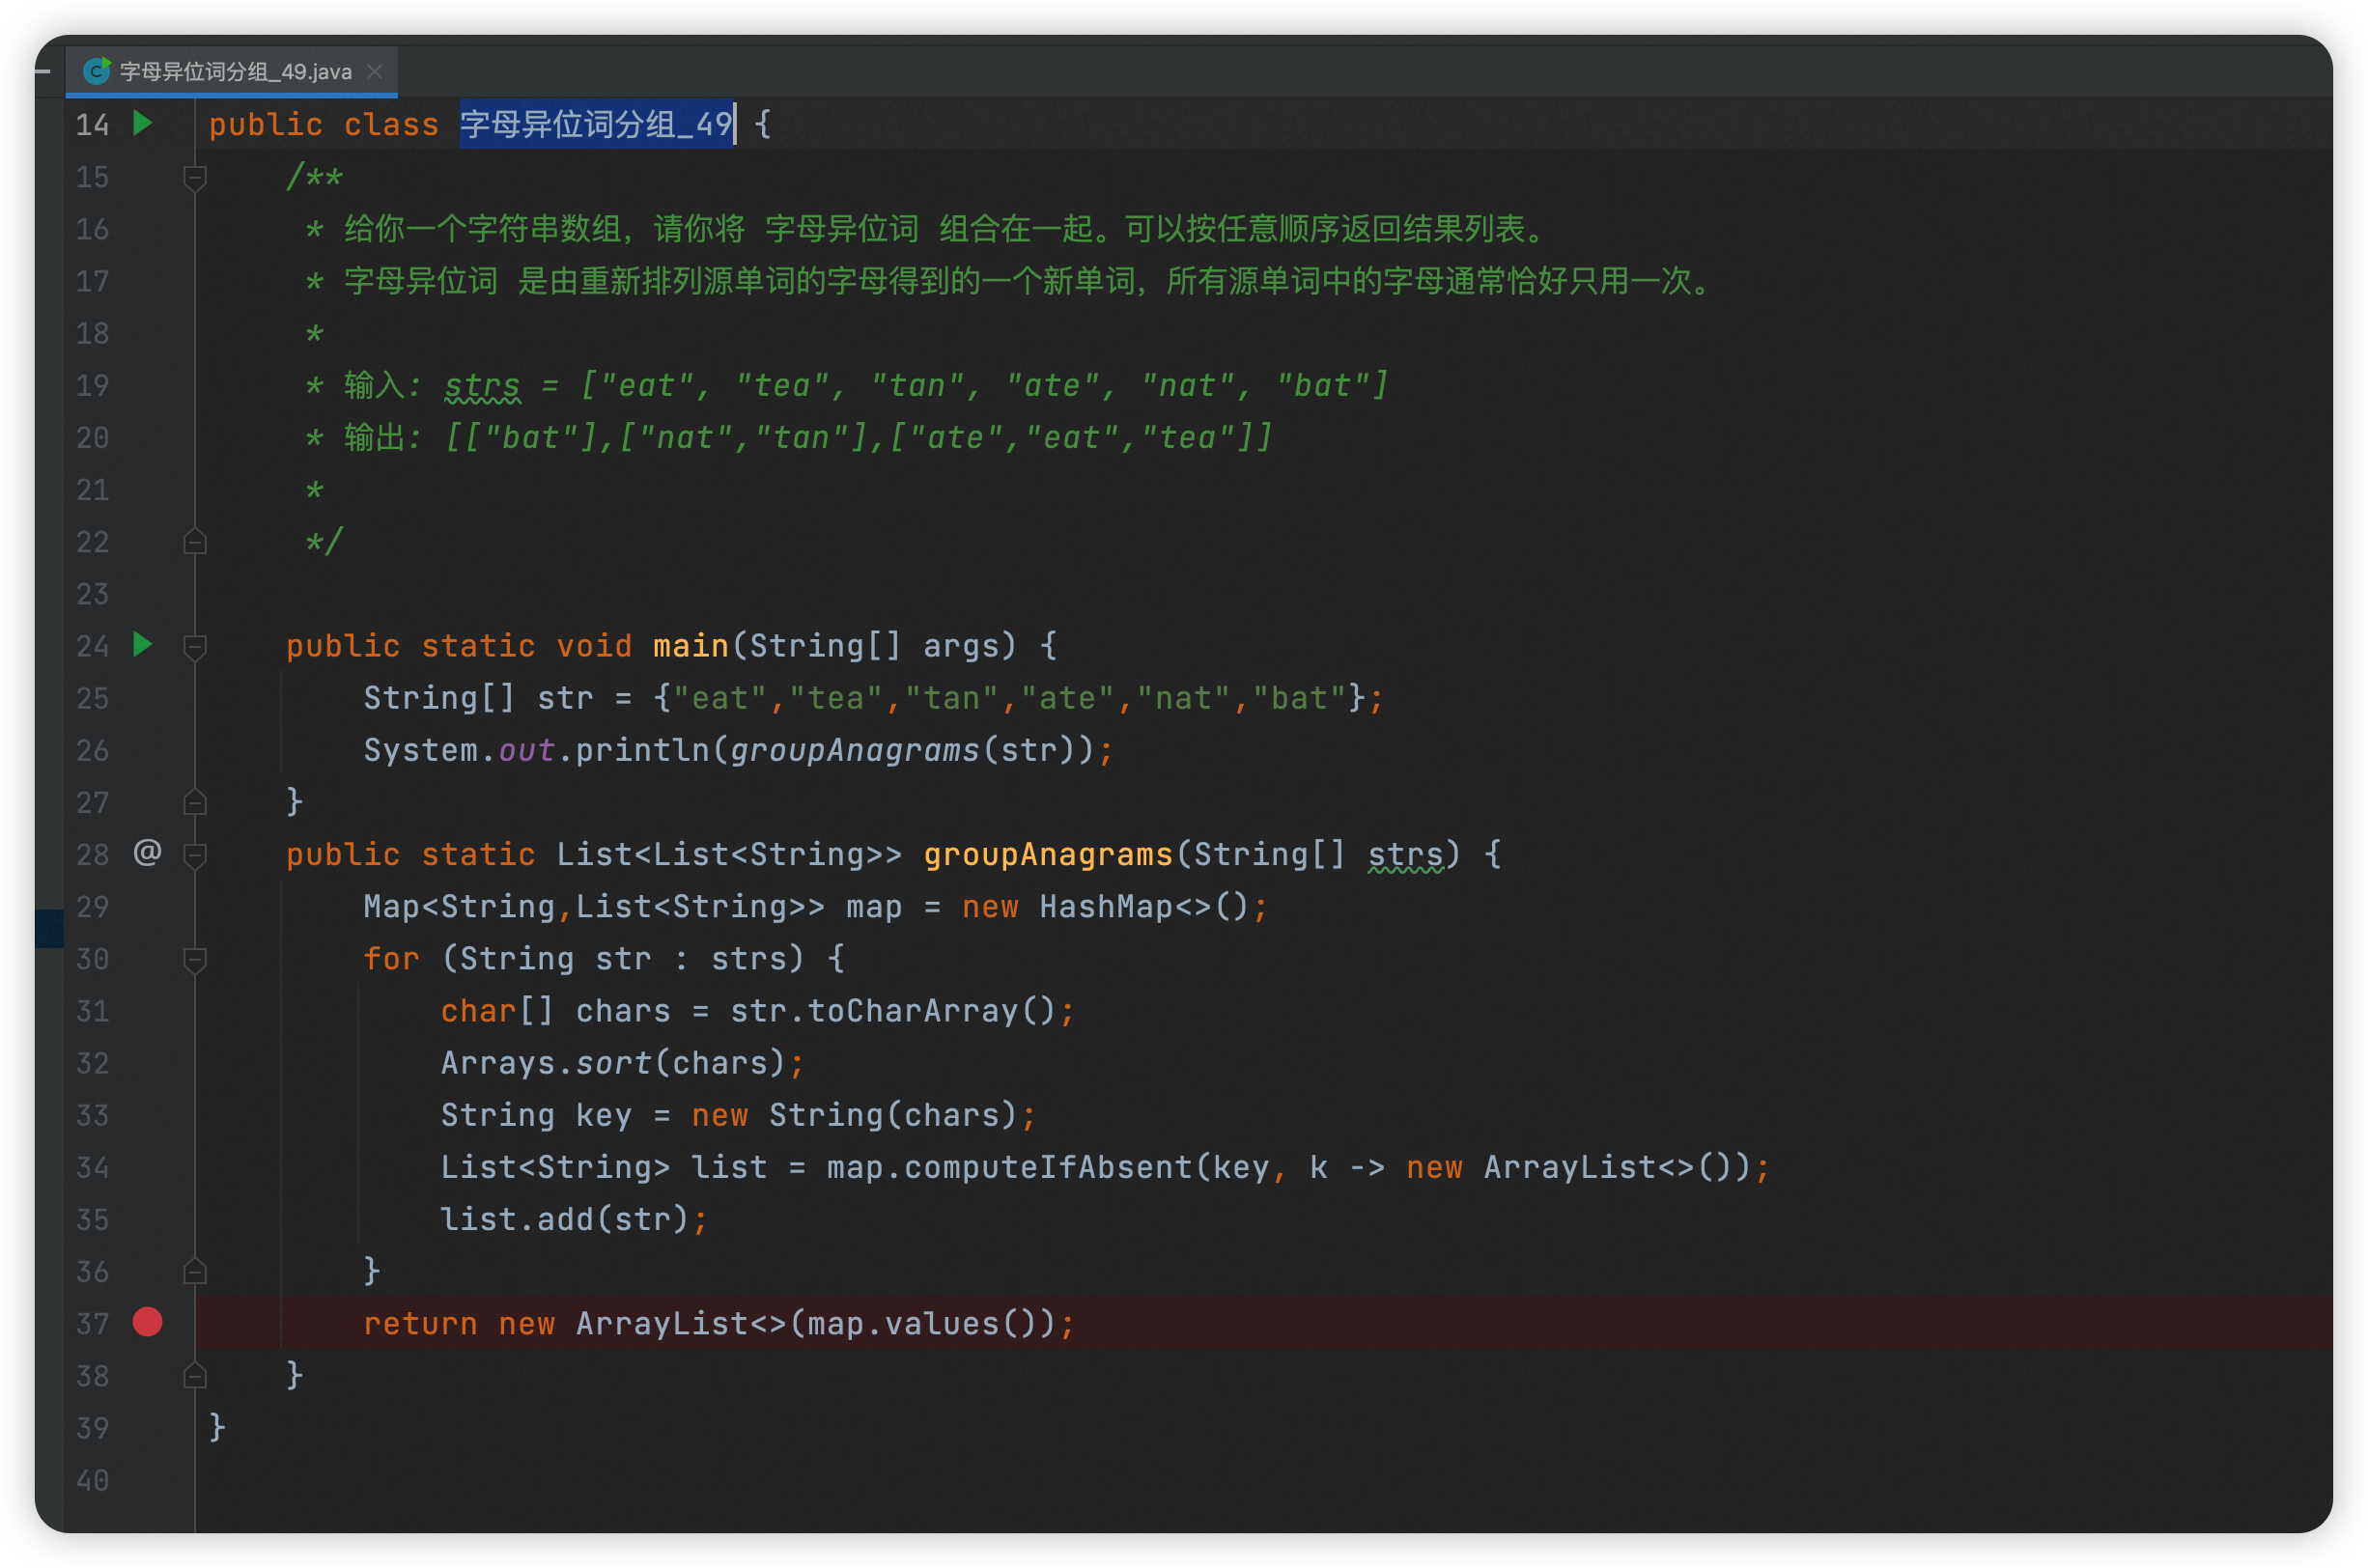 字母异位词分组_49.java
14 public class 字母异位词分组_49 {
15 /**
16 * 给你一个字符串数组，请你将 字母异位词 组合在一起。可以按任意顺序返回结果列表。
17 * 字母异位词 是由重新排列源单词的字母得到的一个新单词，所有源单词中的字母通常恰好只用一次。
18 *
19 * 输入: strs = ["eat", "tea", "tan", "ate", "nat", "bat"]
20 * 输出: [["bat"],["nat","tan"],["ate","eat","tea"]]
21 *
22 */
23
24 public static void main(String[] args) {
25 String[] str = {"eat","tea","tan","ate","nat","bat"};
26 System.out.println(groupAnagrams(str));
27 }
28 @ public static List<List<String>> groupAnagrams(String[] strs) {
29 Map<String,List<String>> map = new HashMap<>();
30 for (String str : strs) {
31 char[] chars = str.toCharArray();
32 Arrays.sort(chars);
33 String key = new String(chars);
34 List<String> list = map.computeIfAbsent(key, k -> new ArrayList<>());
35 list.add(str);
36 }
37 return new ArrayList<>(map.values());
38 }
39 }
40